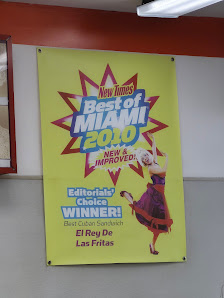 New Times
Best of
MIAMI
2010
NEW &
IMPROVED!
Editorials'
Choice
WINNER!
Best Cuban Sandwich
El Rey De
Las Fritas